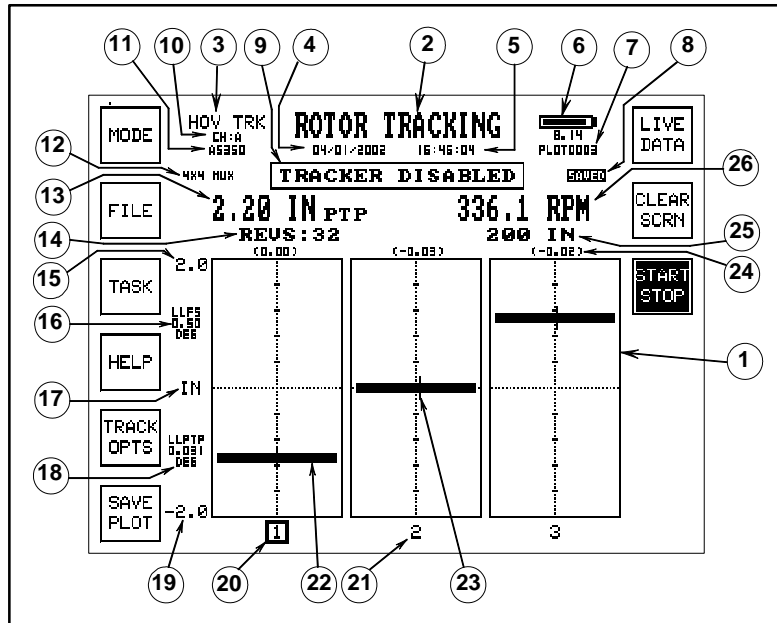 11 10 3 9 4 2 5 6 7 8
MODE
HOV TRK
CH:A
AS350
ROTOR TRACKING
04/01/2002 16:46:04
8.14
PLOT0003
LIVE
DATA
12
4X4 MUX
TRACKER DISABLED
SAVED
13
FILE
2.20 IN PTP
336.1 RPM
26
CLEAR
SCRN
14
REVS:32
200 IN
25
15
2.0
(0.00)
(-0.03)
(-0.02)
24
TASK
START
STOP
16
LLFS
0.50
DEG
1
HELP
17
IN
TRACK
OPTS
18
LLPTP
0.031
DEG
SAVE
PLOT
-2.0
1
2
3
19 20 22 21 23